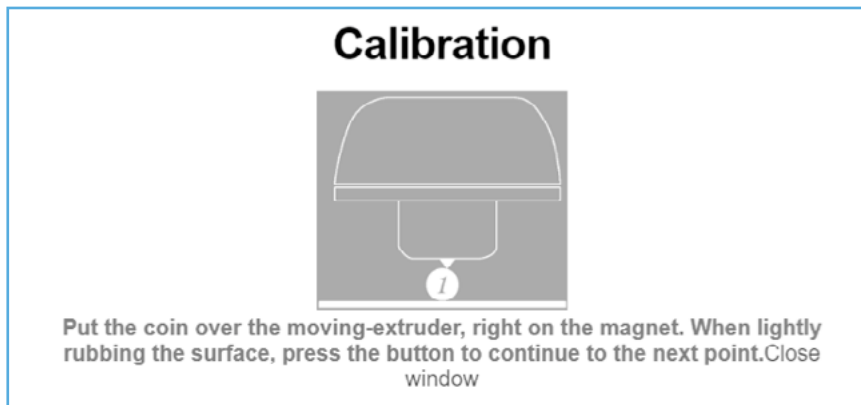 Calibration
1
Put the coin over the moving-extruder, right on the magnet. When lightly
rubbing the surface, press the button to continue to the next point.Close
window